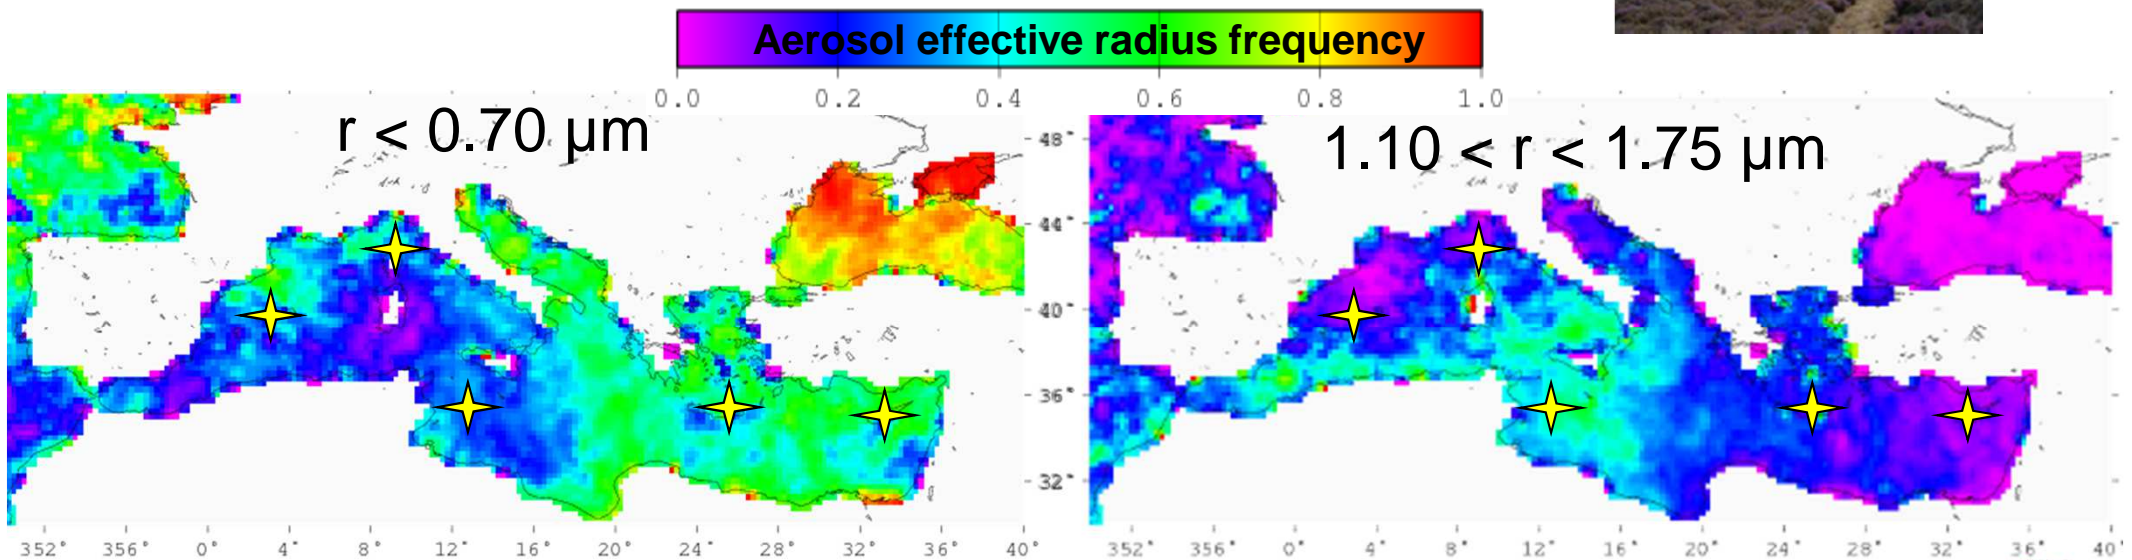 Aerosol effective radius frequency
0.0 0.2 0.4 0.6 0.8 1.0
r < 0.70 µm
1.10 < r < 1.75 µm
48°
44°
40°
36°
32°
352° 356° 0° 4° 8° 12° 16° 20° 24° 28° 32° 36° 40°
352° 356° 0° 4° 8° 12° 16° 20° 24° 28° 32° 36° 40°